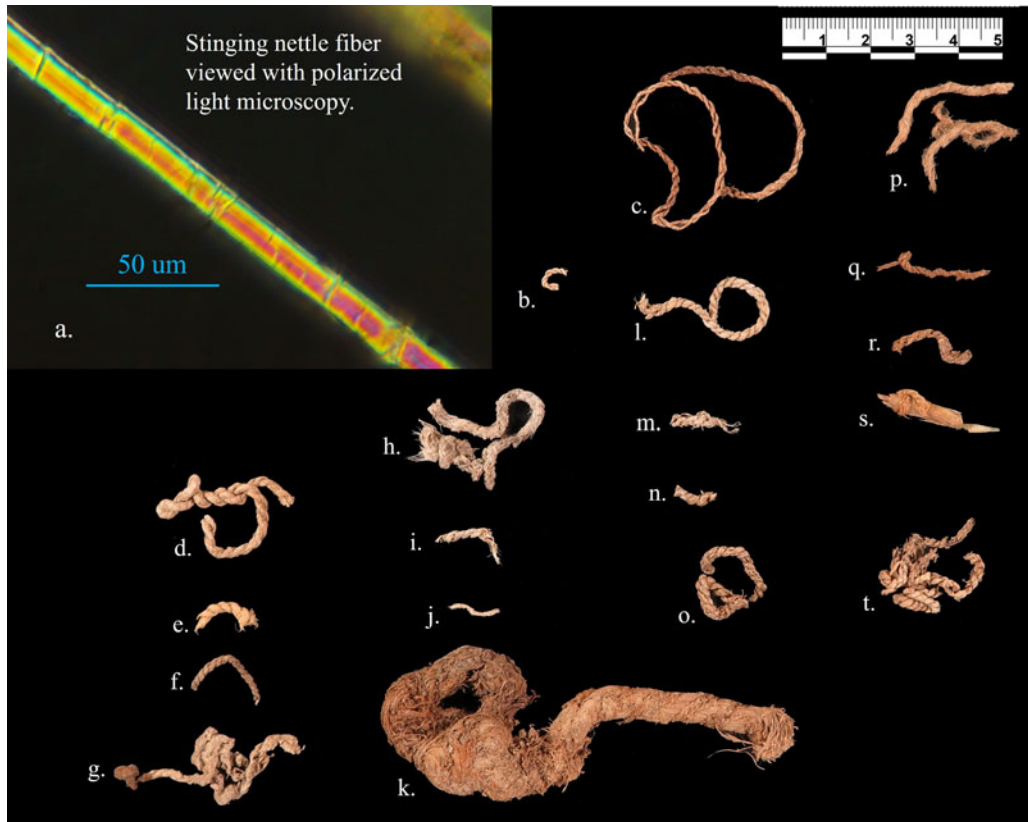 Stinging nettle fiber
viewed with polarized
light microscopy.
50 um
a.
1 2 3 4 5
c.
p.
b.
q.
l.
r.
h.
m.
s.
d.
n.
i.
e.
j.
o.
t.
f.
g.
k.